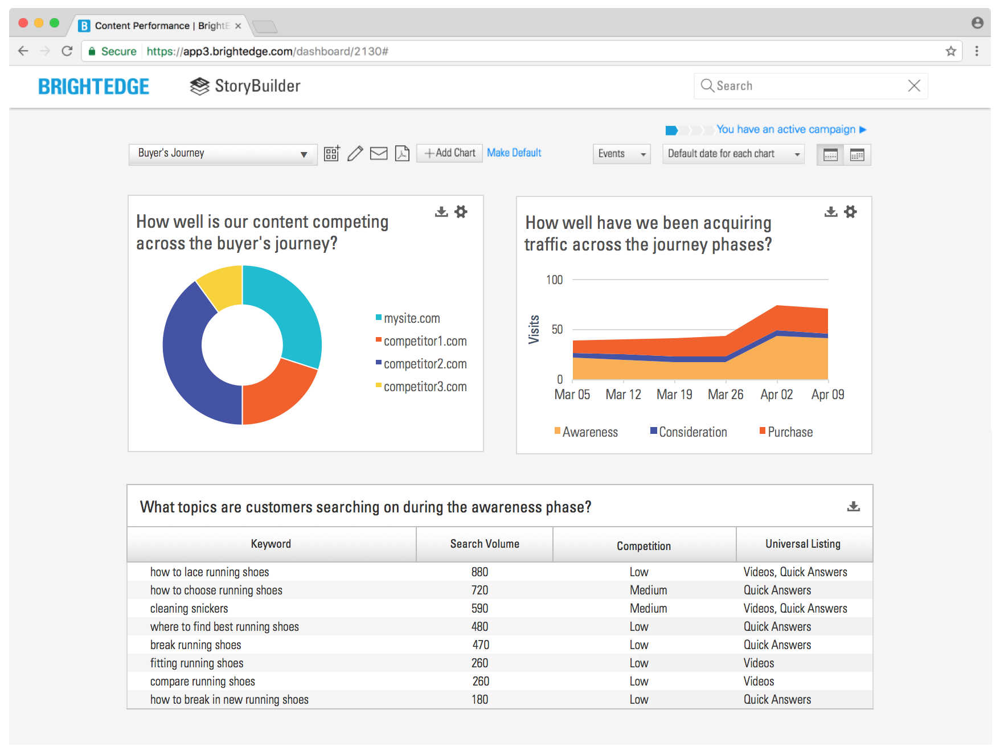 Content Performance | BrightE
Secure https://app3.brightedge.com/dashboard/2130#
BRIGHTEDGE StoryBuilder Search
You have an active campaign
Buyer's Journey +Add Chart Make Default Events Default date for each chart
How well is our content competing
across the buyer's journey?
mysite.com
competitor1.com
competitor2.com
competitor3.com
How well have we been acquiring
traffic across the journey phases?
100
50
0
Visits
Mar 05 Mar 12 Mar 19 Mar 26 Apr 02 Apr 09
Awareness Consideration Purchase
What topics are customers searching on during the awareness phase?
Keyword Search Volume Competition Universal Listing
how to lace running shoes 880 Low Videos, Quick Answers
how to choose running shoes 720 Medium Quick Answers
cleaning snickers 590 Medium Videos, Quick Answers
where to find best running shoes 480 Low Quick Answers
break running shoes 470 Low Quick Answers
fitting running shoes 260 Low Videos
compare running shoes 260 Low Videos
how to break in new running shoes 180 Low Quick Answers